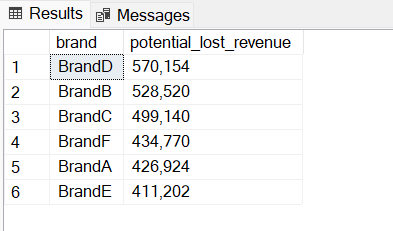 Results Messages
brand potential_lost_revenue
1 BrandD 570,154
2 BrandB 528,520
3 BrandC 499,140
4 BrandF 434,770
5 BrandA 426,924
6 BrandE 411,202